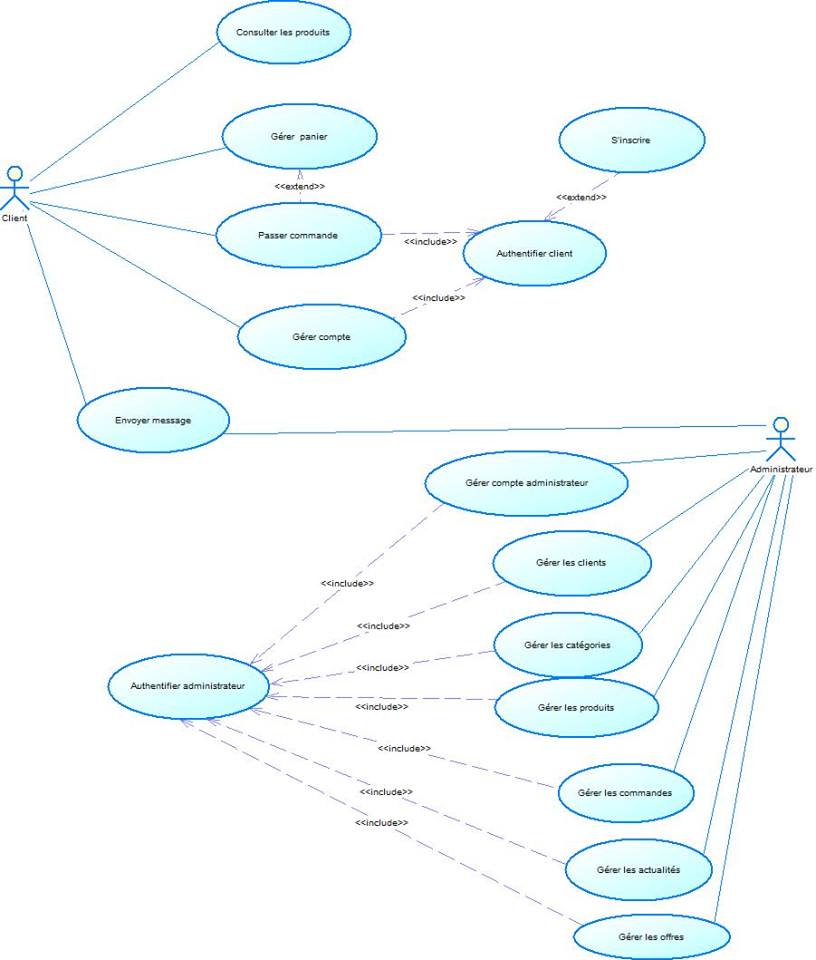 Consulter les produits
Gérer panier
S'inscrire
<<extend>>
<<extend>>
Client
Passer commande
<<include>>
Authentifier client
<<include>>
Gérer compte
Envoyer message
Administrateur
Gérer compte administrateur
Gérer les clients
<<include>>
<<include>>
Gérer les catégories
<<include>>
Authentifier administrateur
<<include>>
Gérer les produits
<<include>>
Gérer les commandes
<<include>>
<<include>>
Gérer les actualités
Gérer les offres